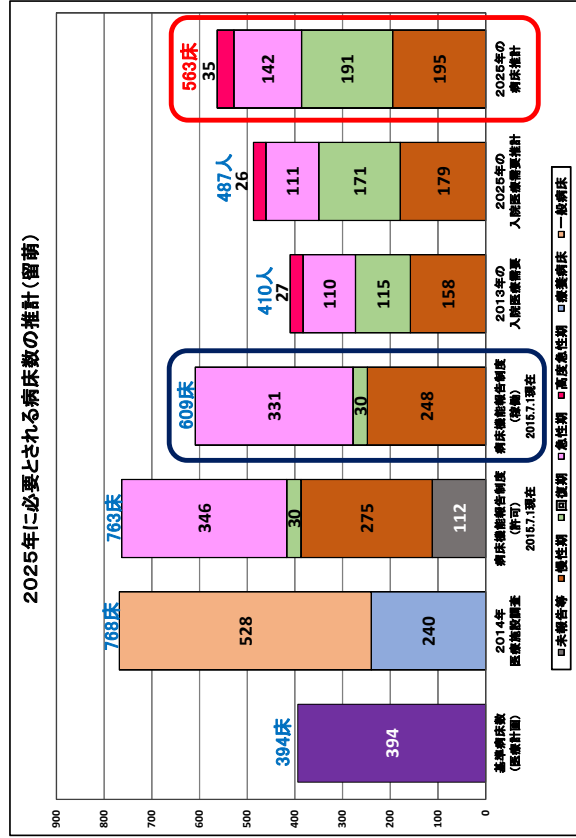 2025年に必要とされる病床数の推計(留萌)
900
800
700
600
500
400
300
200
100
0
394床
394
基準病床数
(医療計画)
768床
528
240
2014年
医療施設調査
763床
346
30
275
112
病床機能報告制度
(許可)
2015.7.1現在
609床
331
30
248
病床機能報告制度
(稼働)
2015.7.1現在
410人
27
110
115
158
2013年の
入院医療需要
487人
26
111
171
179
2025年の
入院医療需要推計
563床
35
142
191
195
2025年の
病床推計
未報告等 慢性期 回復期 急性期 高度急性期 療養病床 一般病床